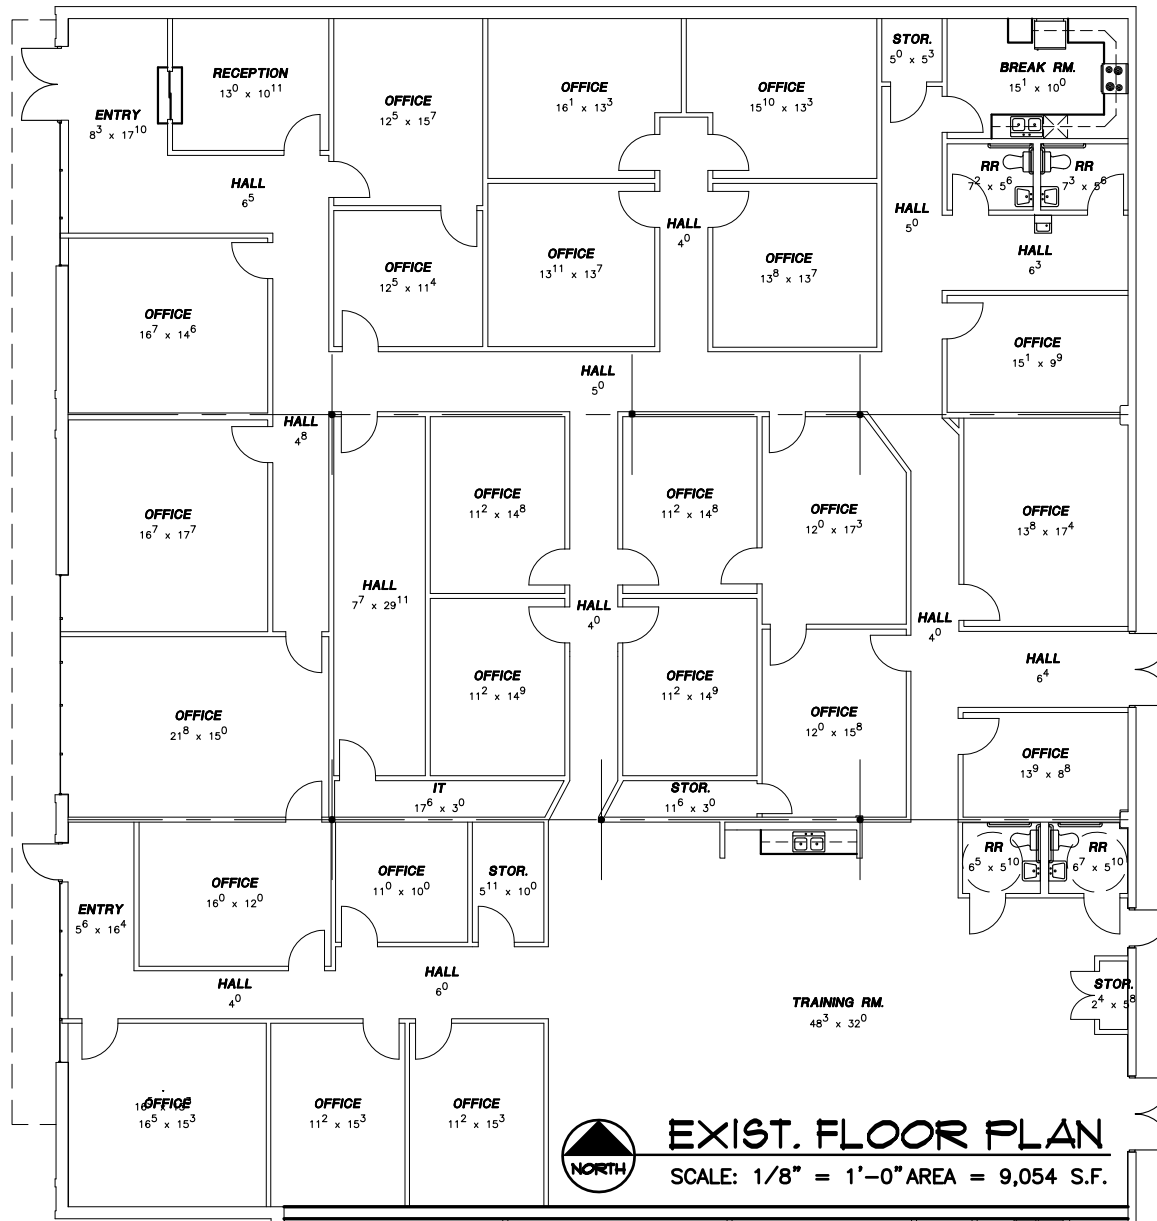 STOR.
5⁰ x 5³
RECEPTION
13⁰ x 10¹¹
BREAK RM.
15¹ x 10⁰
OFFICE
16¹ x 13³
OFFICE
15¹⁰ x 13³
OFFICE
12⁵ x 15⁷
ENTRY
8³ x 17¹⁰
RR
7² x 5⁶
RR
7³ x 5⁶
HALL
6⁵
HALL
5⁰
HALL
4⁰
HALL
6³
OFFICE
13¹¹ x 13⁷
OFFICE
13⁸ x 13⁷
OFFICE
12⁵ x 11⁴
OFFICE
16⁷ x 14⁶
OFFICE
15¹ x 9⁹
HALL
5⁰
HALL
4⁸
OFFICE
11² x 14⁸
OFFICE
11² x 14⁸
OFFICE
12⁰ x 17³
OFFICE
13⁸ x 17⁴
OFFICE
16⁷ x 17⁷
HALL
7⁷ x 29¹¹
HALL
4⁰
HALL
4⁰
HALL
6⁴
OFFICE
11² x 14⁹
OFFICE
11² x 14⁹
OFFICE
21⁸ x 15⁰
OFFICE
12⁰ x 15⁸
OFFICE
13⁹ x 8⁸
IT
17⁶ x 3⁰
STOR.
11⁶ x 3⁰
RR
6⁵ x 5¹⁰
RR
6⁷ x 5¹⁰
OFFICE
11⁰ x 10⁰
STOR.
5¹¹ x 10⁰
OFFICE
16⁰ x 12⁰
ENTRY
5⁶ x 16⁴
HALL
6⁰
HALL
4⁰
STOR.
2⁴ x 5⁸
TRAINING RM.
48³ x 32⁰
OFFICE
16⁵ x 15³
OFFICE
11² x 15³
OFFICE
11² x 15³
NORTH
EXIST. FLOOR PLAN
SCALE: 1/8" = 1'-0" AREA = 9,054 S.F.